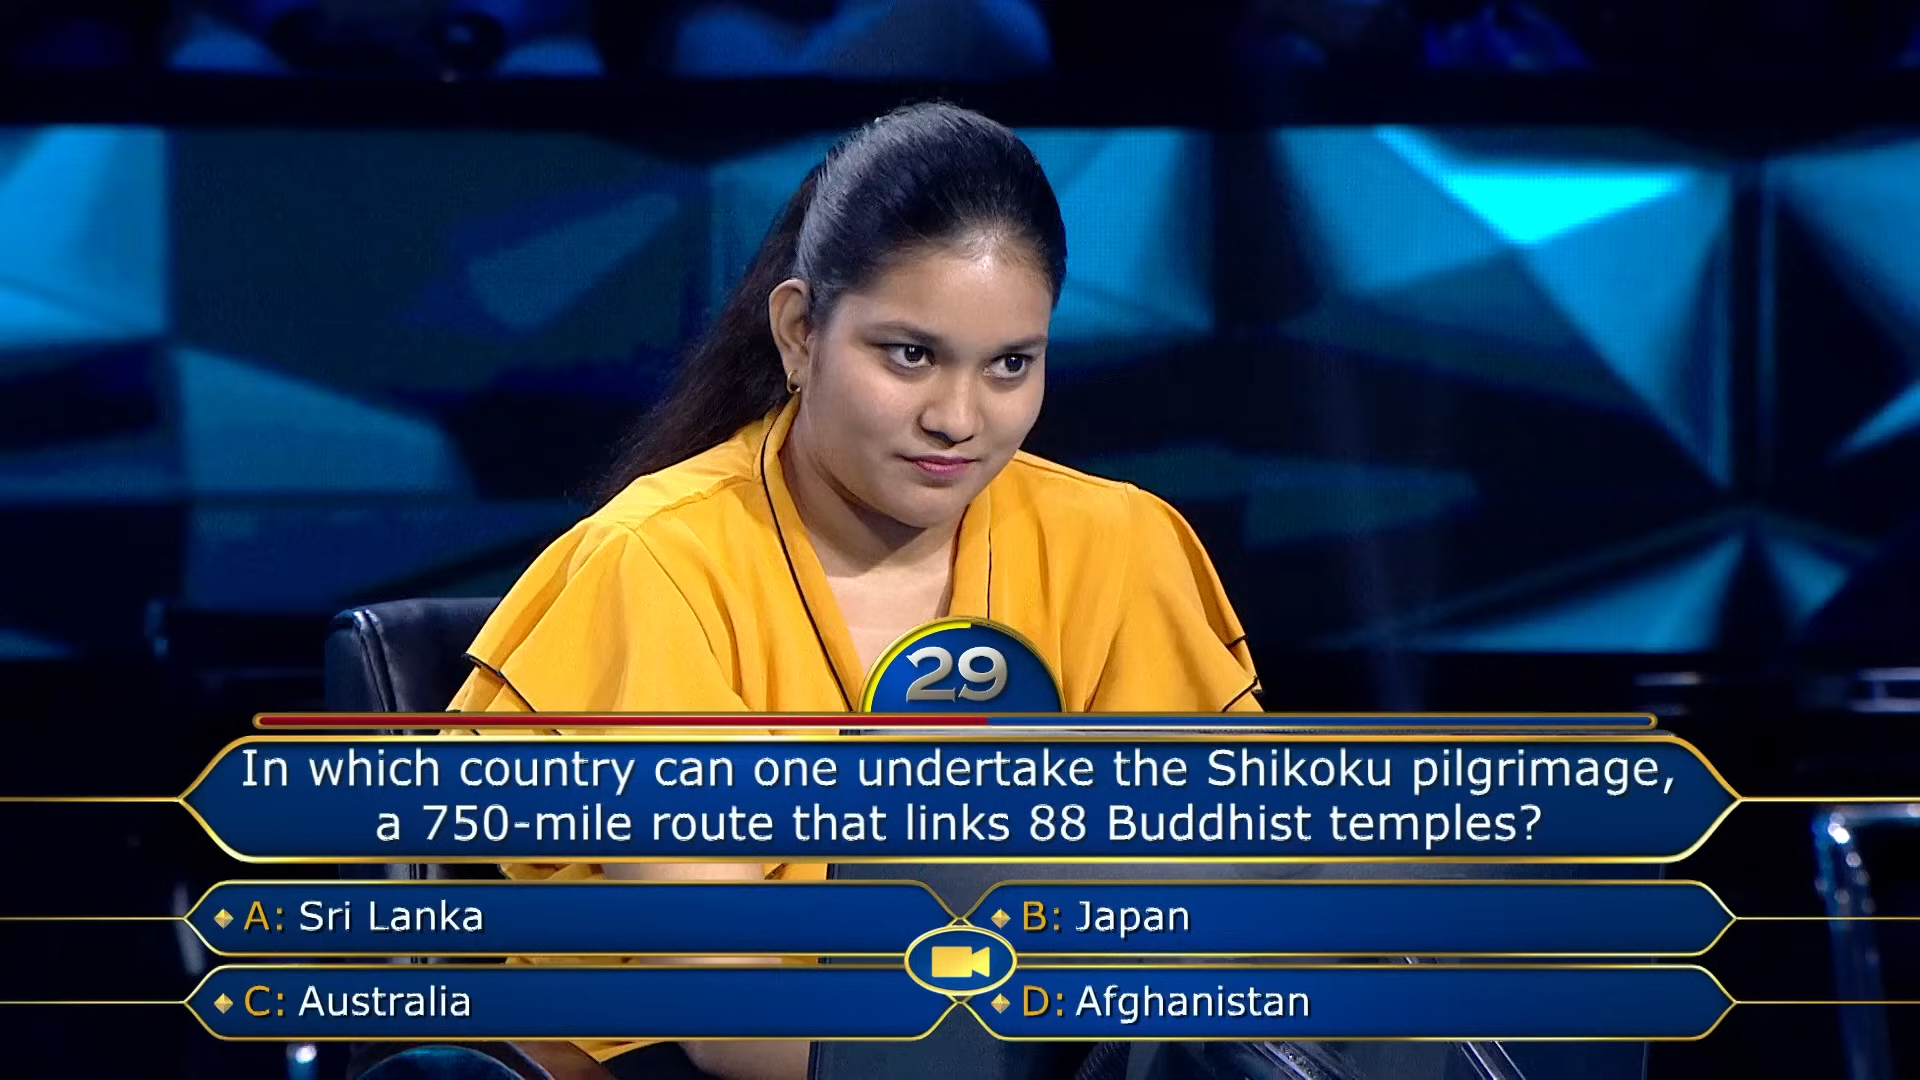 29
In which country can one undertake the Shikoku pilgrimage,
a 750-mile route that links 88 Buddhist temples?
A: Sri Lanka
B: Japan
C: Australia
D: Afghanistan